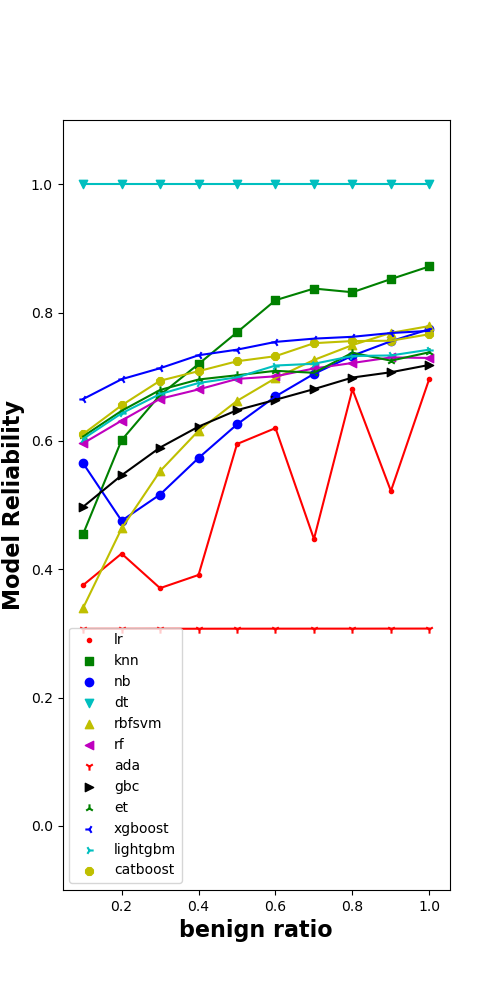 1.0
0.8
0.6
0.4
0.2
0.0
Model Reliability
lr
knn
nb
dt
rbfsvm
rf
ada
gbc
et
xgboost
lightgbm
catboost
0.2 0.4 0.6 0.8 1.0
benign ratio